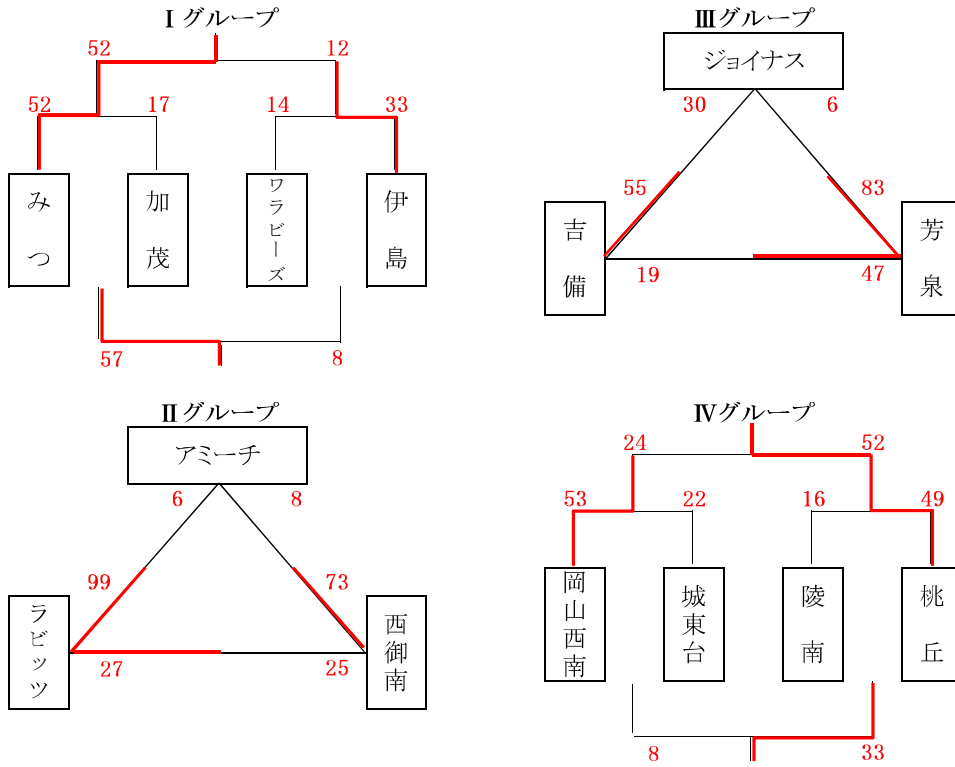 Ⅰグループ
52 12
52 17 14 33
みつ
加茂
ワラビーズ
伊島
57 8
Ⅲグループ
ジョイナス
30 6
55 83
吉備
芳泉
19 47
Ⅱグループ
アミーチ
6 8
99 73
ラビッツ
西御南
27 25
Ⅳグループ
24 52
53 22 16 49
岡山西南
城東台
陵南
桃丘
8 33